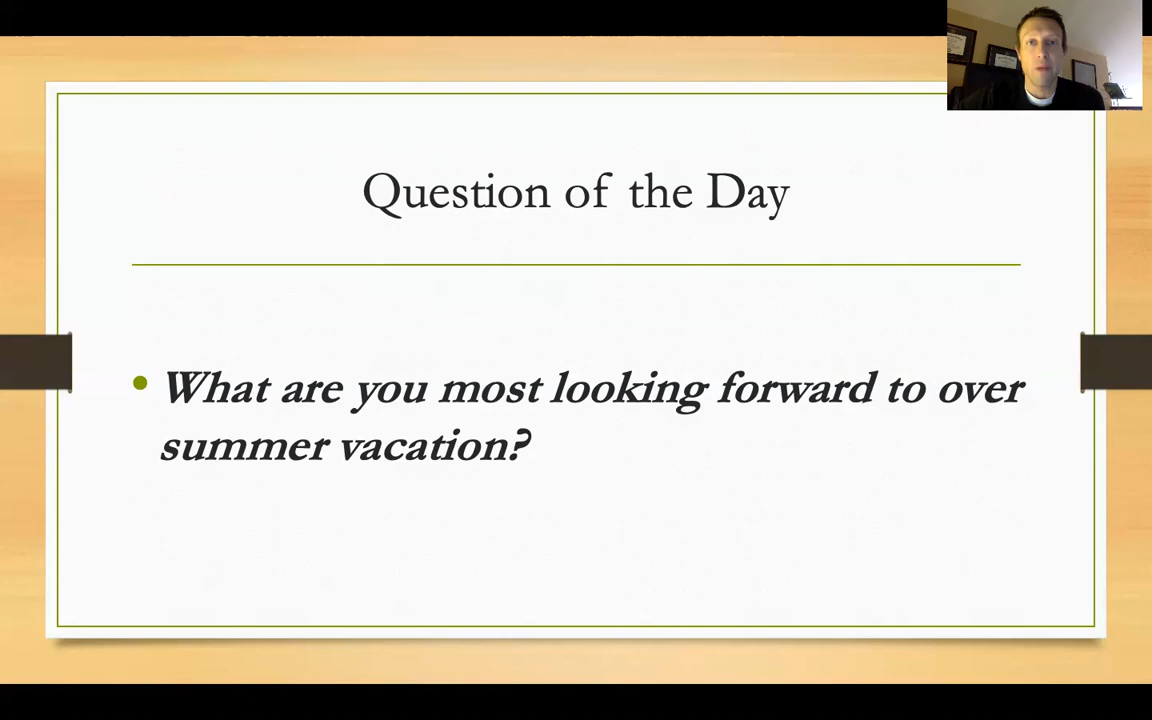 Question of the Day
• What are you most looking forward to over
summer vacation?